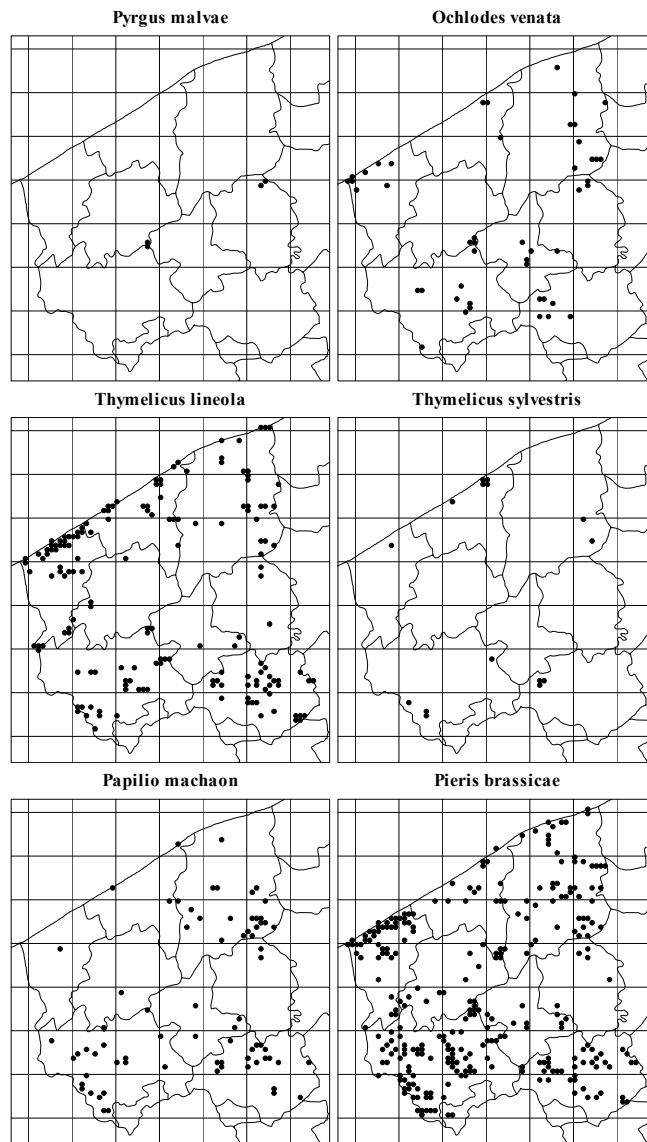 Pyrgus malvae
Ochlodes venata
Thymelicus lineola
Thymelicus sylvestris
Papilio machaon
Pieris brassicae